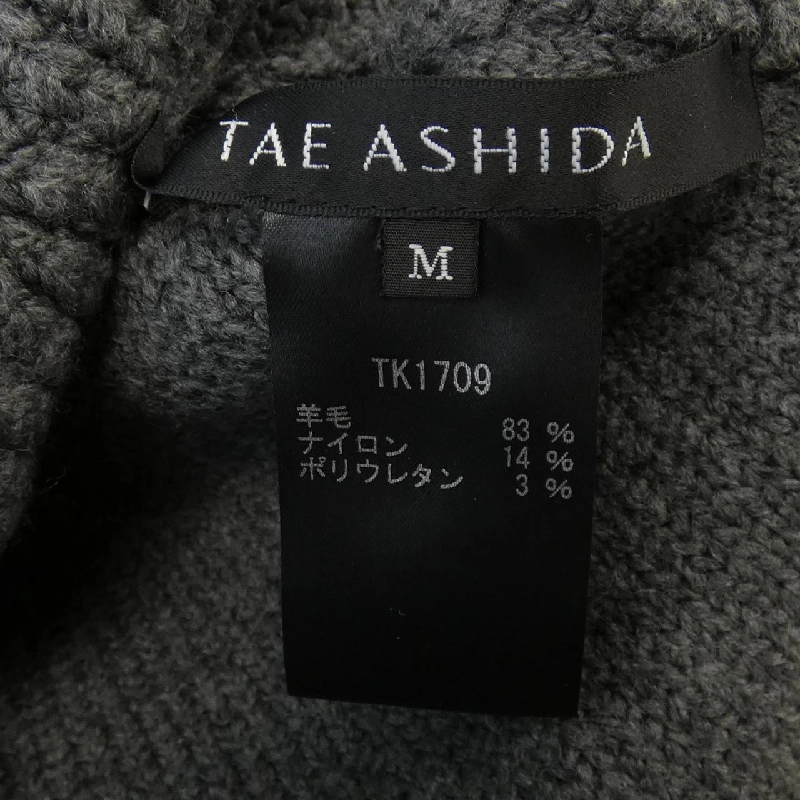 TAE ASHIDA
M
TK1709
羊毛 83 %
ナイロン 14 %
ポリウレタン 3 %